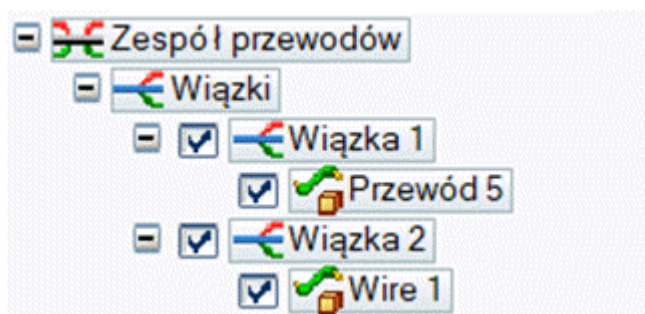 Zespół przewodów
Wiązki
Wiązka 1
Przewód 5
Wiązka 2
Wire 1